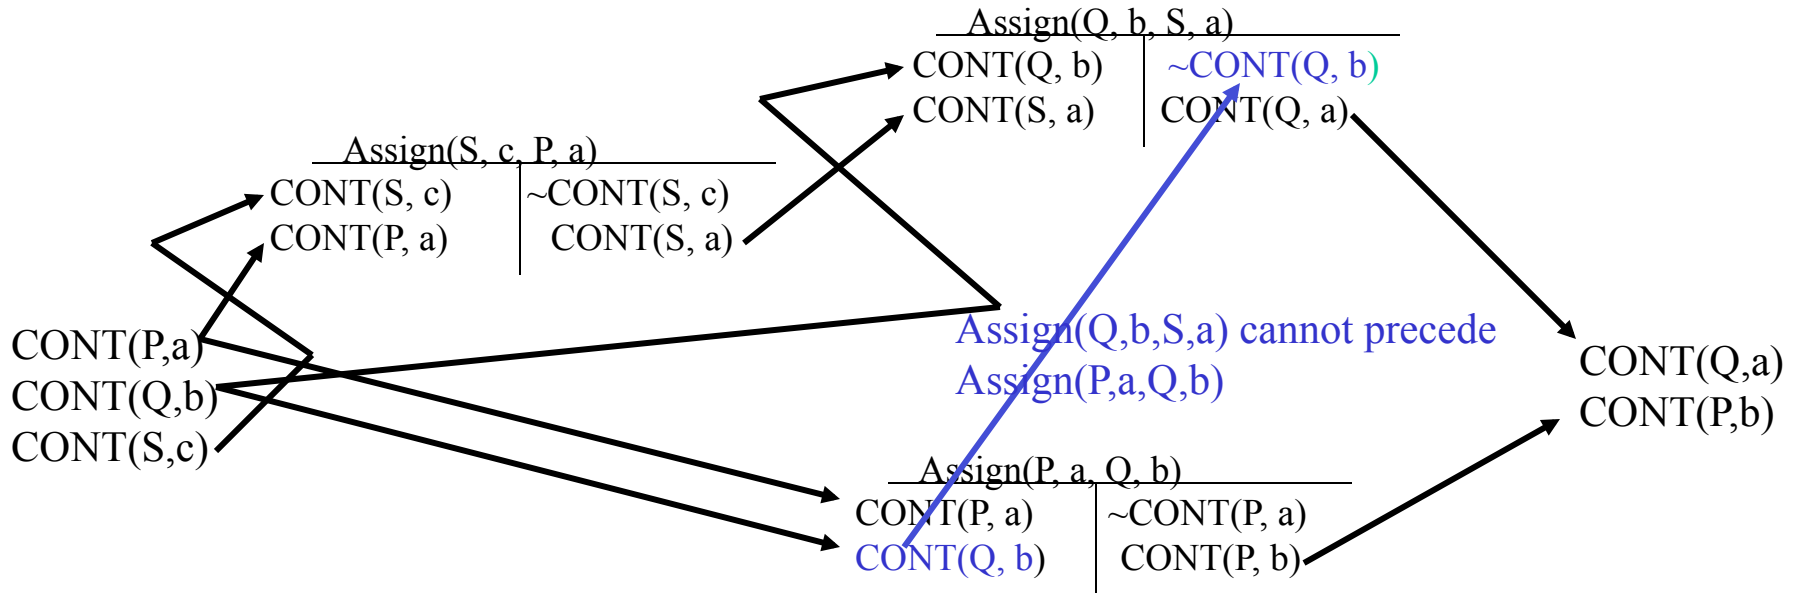 Assign(Q, b, S, a)
CONT(Q, b) ~CONT(Q, b)
CONT(S, a) CONT(Q, a)
Assign(S, c, P, a)
CONT(S, c) ~CONT(S, c)
CONT(P, a) CONT(S, a)
CONT(P,a)
CONT(Q,b)
CONT(S,c)
Assign(Q,b,S,a) cannot precede
Assign(P,a,Q,b)
CONT(Q,a)
CONT(P,b)
Assign(P, a, Q, b)
CONT(P, a) ~CONT(P, a)
CONT(Q, b) CONT(P, b)